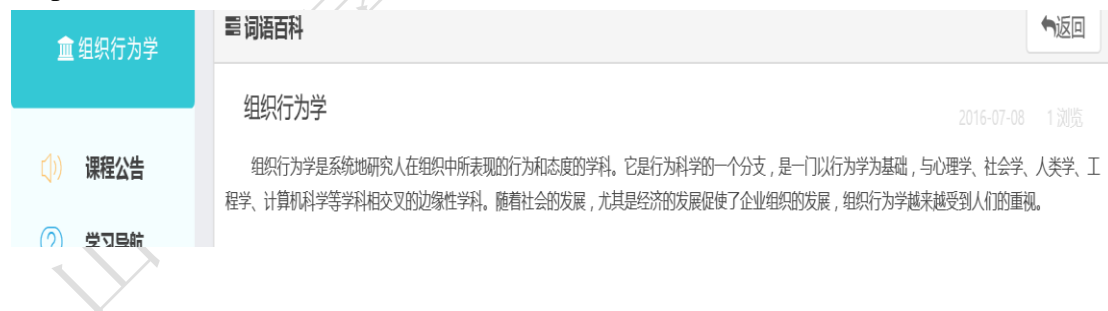 组织行为学
词语百科
返回
组织行为学
2016-07-08 1 浏览
课程公告
组织行为学是系统地研究人在组织中所表现的行为和态度的学科。它是行为科学的一个分支，是一门以行为学为基础，与心理学、社会学、人类学、工
程学、计算机科学等学科相交叉的边缘性学科。随着社会的发展，尤其是经济的发展促使了企业组织的发展，组织行为学越来越受到人们的重视。
学习导航